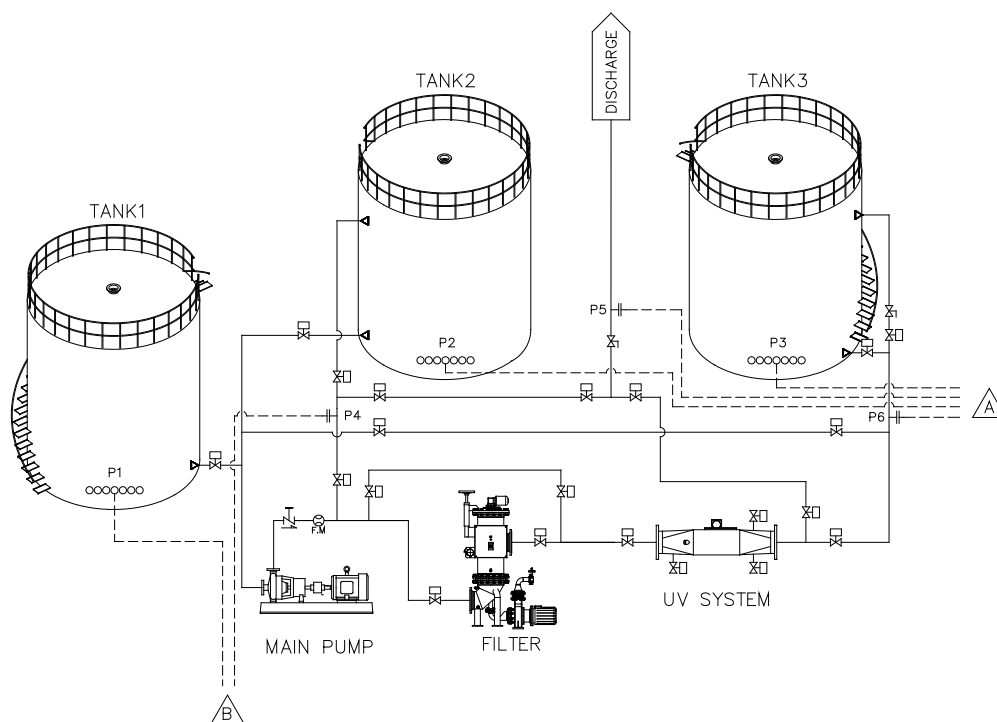 DISCHARGE
TANK2
TANK3
TANK1
P5
P2
P3
A
P4
P6
P1
F.M
UV SYSTEM
MAIN PUMP
FILTER
B